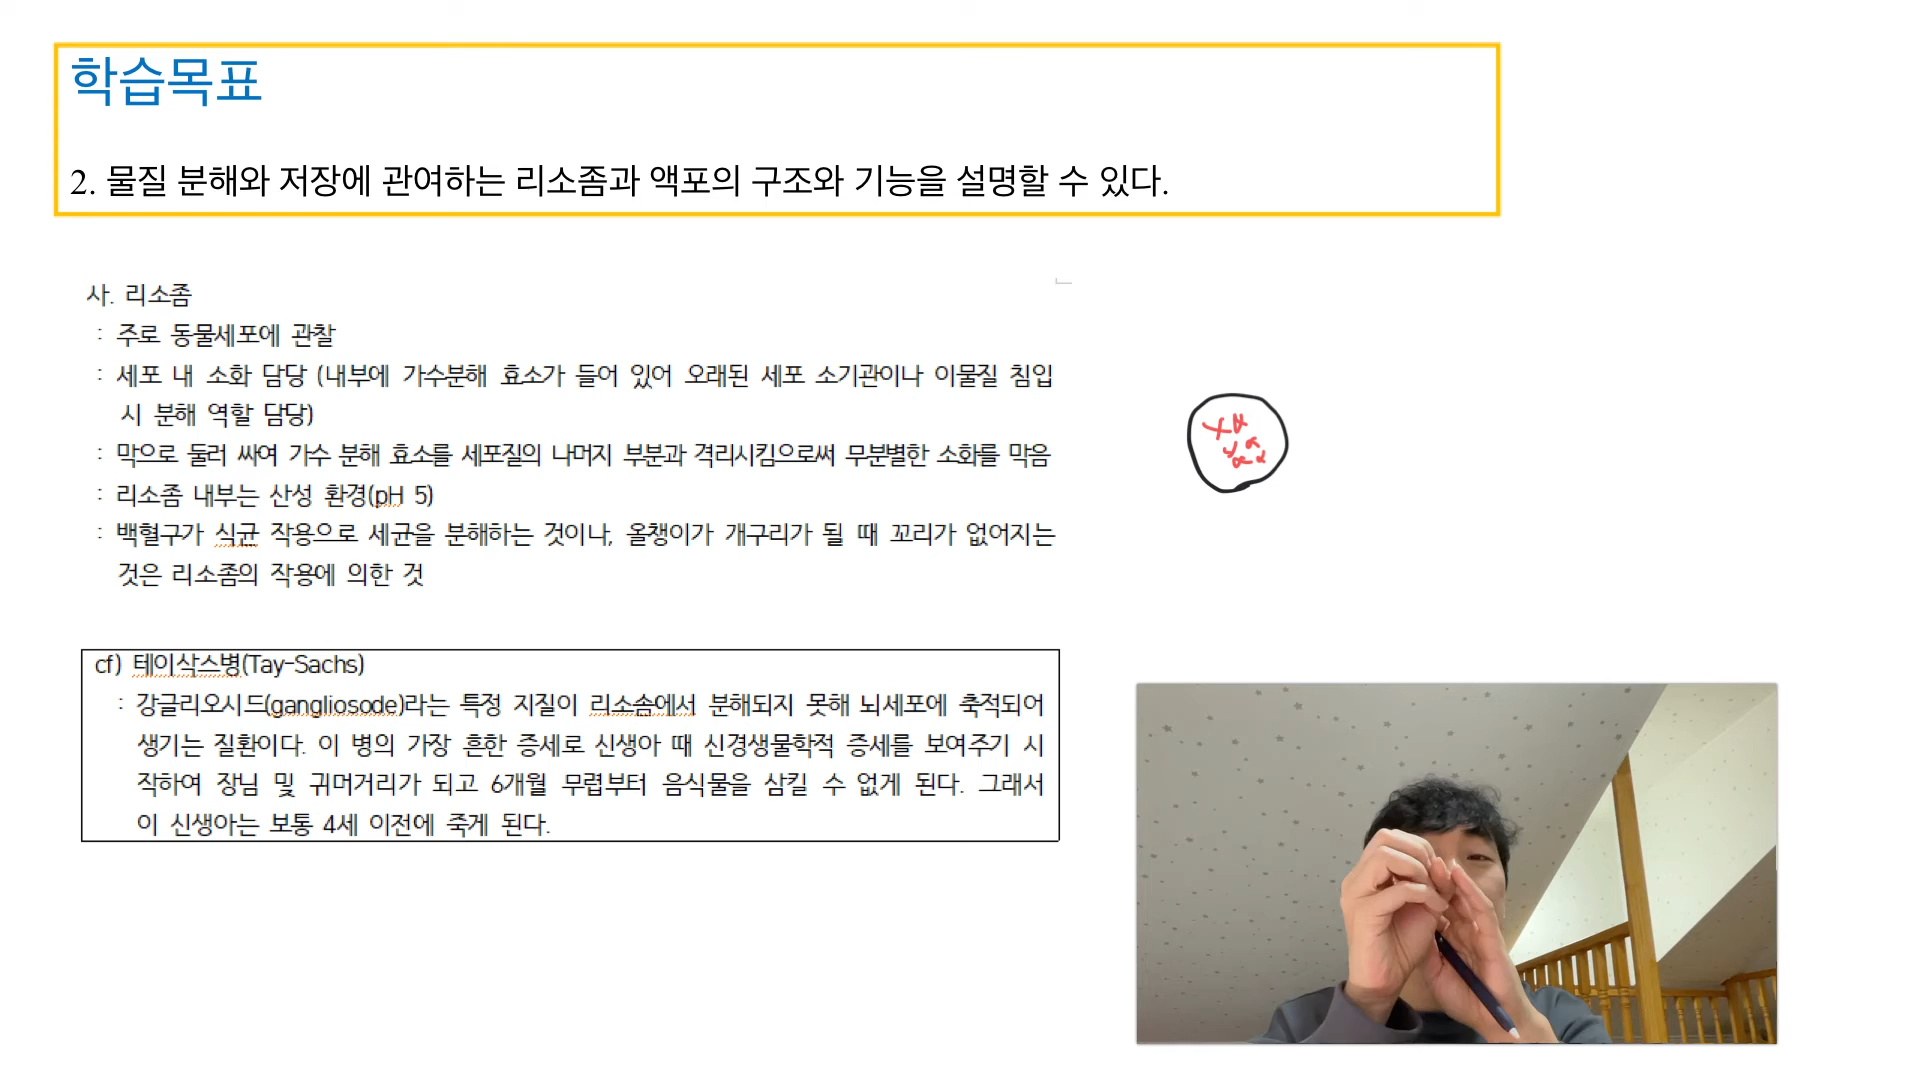 학습목표
2. 물질 분해와 저장에 관여하는 리소좀과 액포의 구조와 기능을 설명할 수 있다.
사. 리소좀
: 주로 동물세포에 관찰
: 세포 내 소화 담당 (내부에 가수분해 효소가 들어 있어 오래된 세포 소기관이나 이물질 침입
시 분해 역할 담당)
: 막으로 둘러 싸여 가수 분해 효소를 세포질의 나머지 부분과 격리시킴으로써 무분별한 소화를 막음
: 리소좀 내부는 산성 환경(pH 5)
: 백혈구가 식균 작용으로 세균을 분해하는 것이나, 올챙이가 개구리가 될 때 꼬리가 없어지는
것은 리소좀의 작용에 의한 것
cf) 테이삭스병(Tay-Sachs)
: 강글리오시드(gangliosode)라는 특정 지질이 리소솜에서 분해되지 못해 뇌세포에 축적되어
생기는 질환이다. 이 병의 가장 흔한 증세로 신생아 때 신경생물학적 증세를 보여주기 시
작하여 장님 및 귀머거리가 되고 6개월 무렵부터 음식물을 삼킬 수 없게 된다. 그래서
이 신생아는 보통 4세 이전에 죽게 된다.